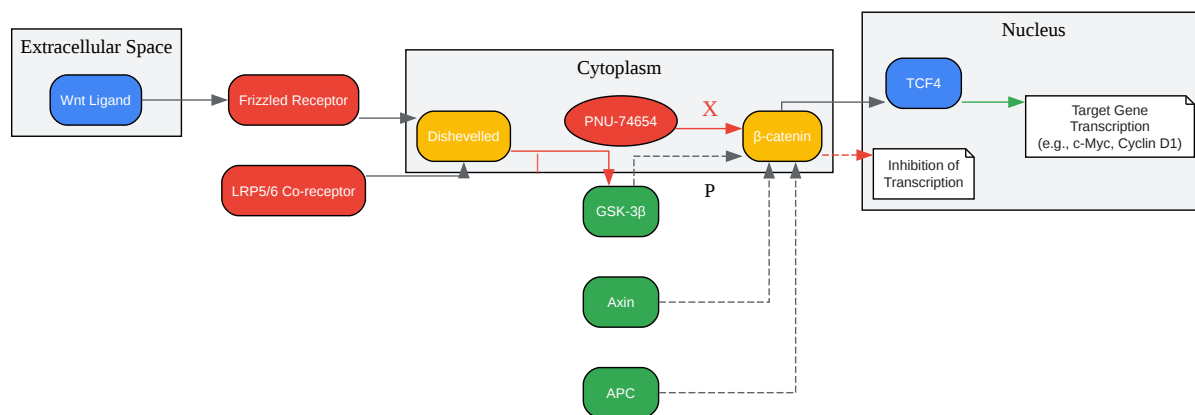 Extracellular Space
Wnt Ligand
Frizzled Receptor
LRP5/6 Co-receptor
Cytoplasm
Dishevelled
PNU-74654
X
β-catenin
|
P
GSK-3β
Axin
APC
Nucleus
TCF4
Target Gene
Transcription
(e.g., c-Myc, Cyclin D1)
Inhibition of
Transcription